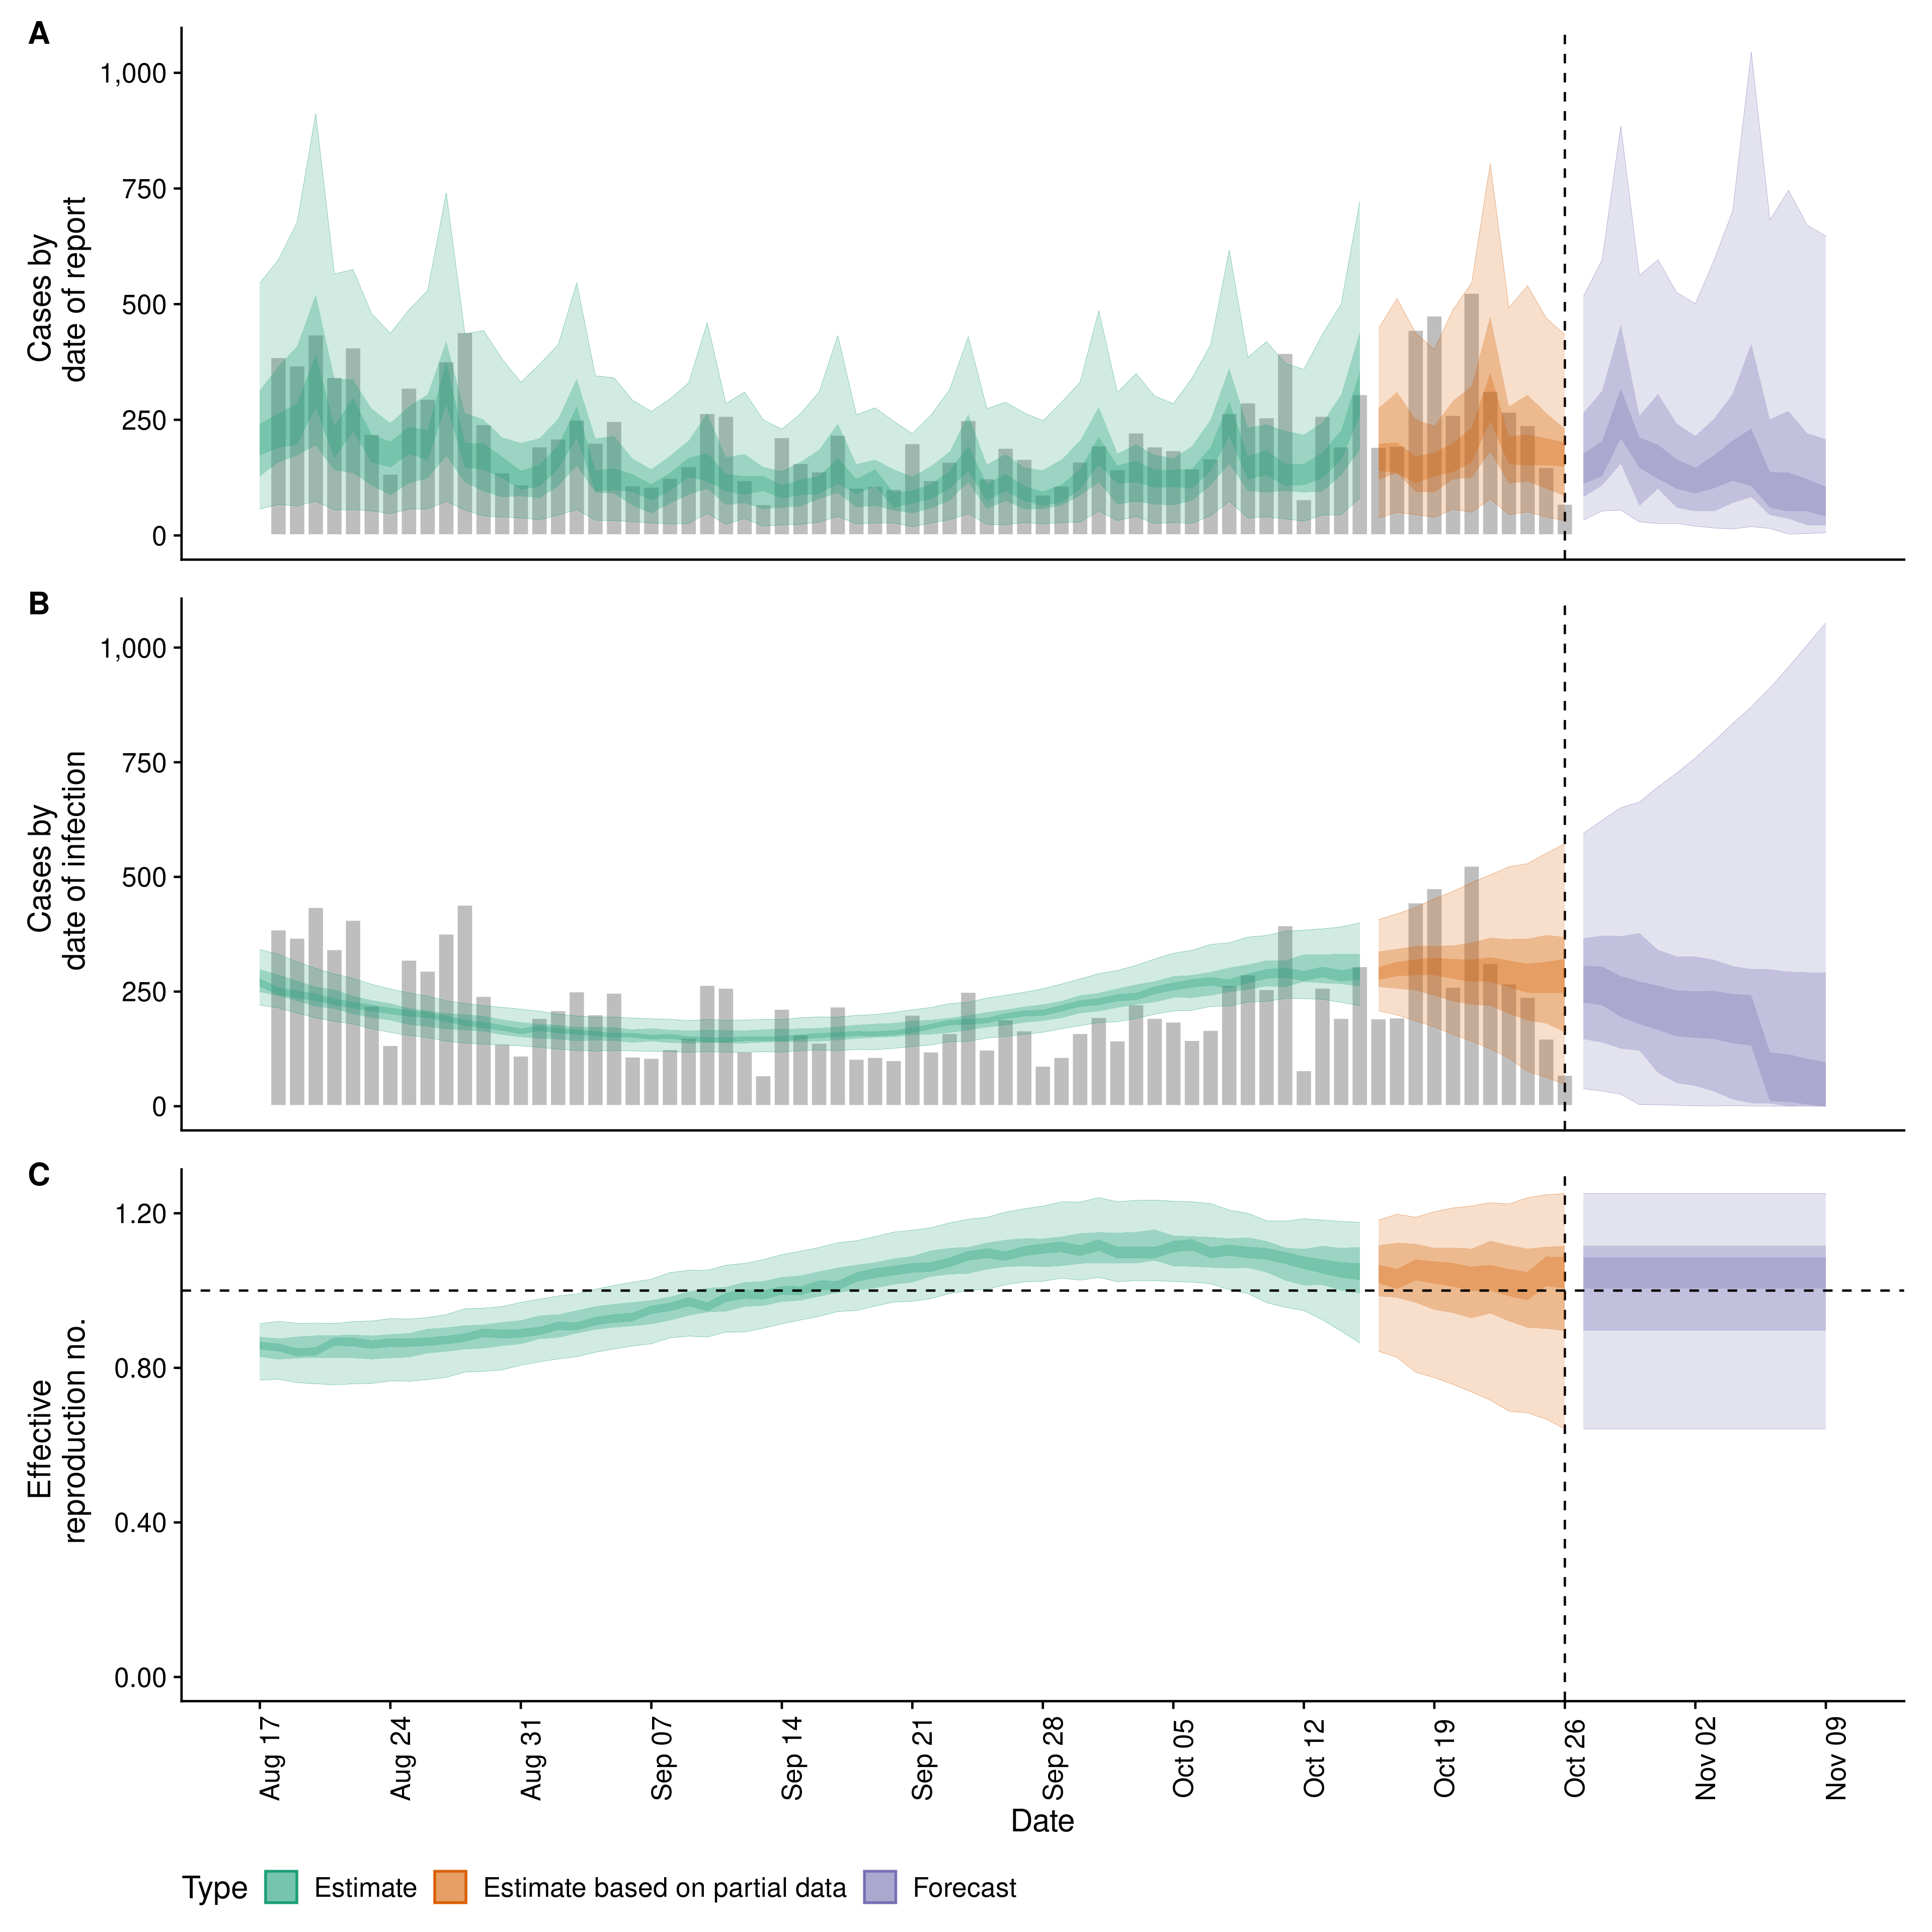 A
1,000
750
500
250
0
Cases by
date of report
B
1,000
750
500
250
0
Cases by
date of infection
C
1.20
0.80
0.40
0.00
Effective
reproduction no.
Aug 17
Aug 24
Aug 31
Sep 07
Sep 14
Sep 21
Sep 28
Oct 05
Oct 12
Oct 19
Oct 26
Nov 02
Nov 09
Date
Type Estimate Estimate based on partial data Forecast